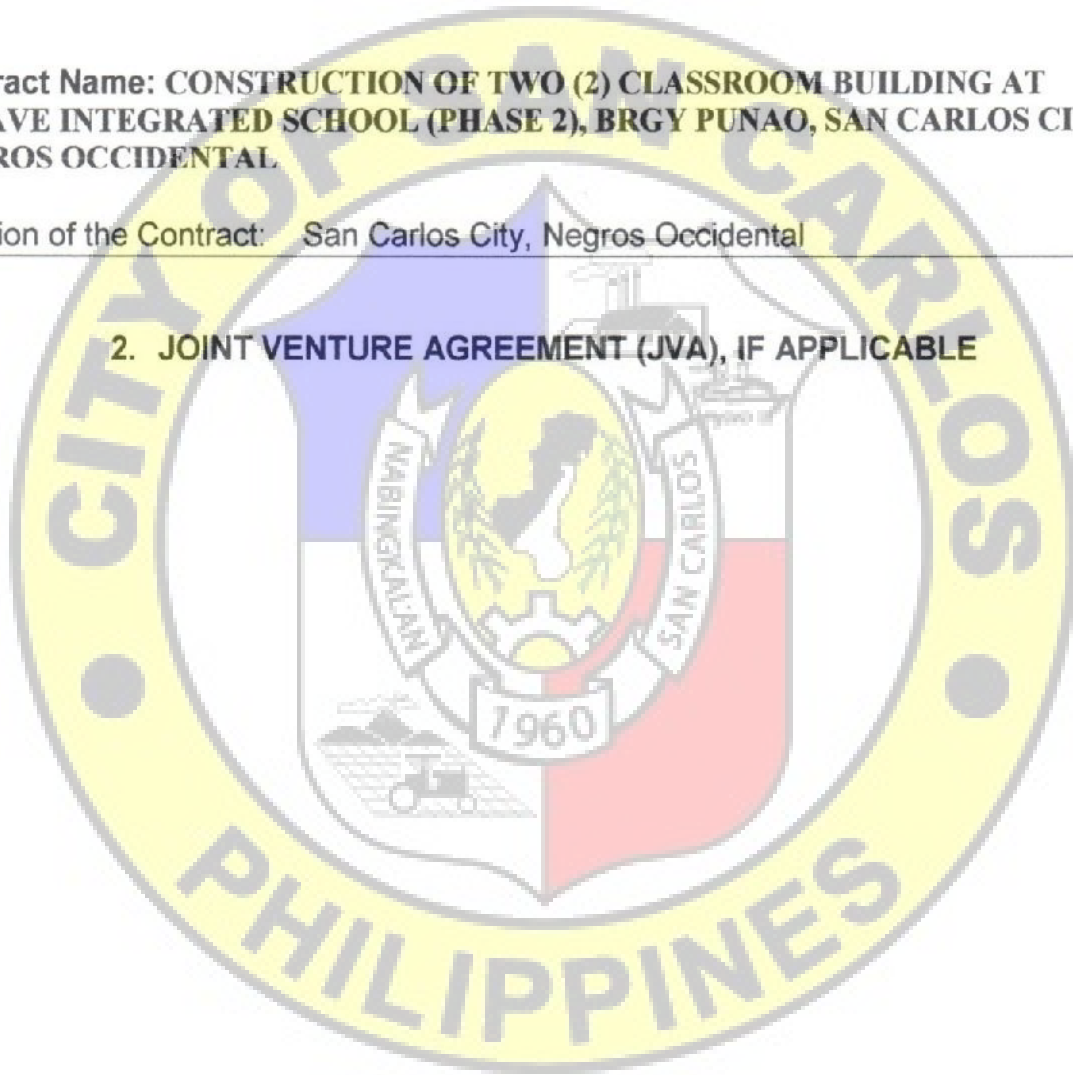 ract Name: CONSTRUCTION OF TWO (2) CLASSROOM BUILDING AT
AVE INTEGRATED SCHOOL (PHASE 2), BRGY PUNAO, SAN CARLOS CI
ROS OCCIDENTAL
tion of the Contract: San Carlos City, Negros Occidental
2. JOINT VENTURE AGREEMENT (JVA), IF APPLICABLE
CITY OF SAN CARLOS
NABINGKALAN
SAN CARLOS
1960
PHILIPPINES